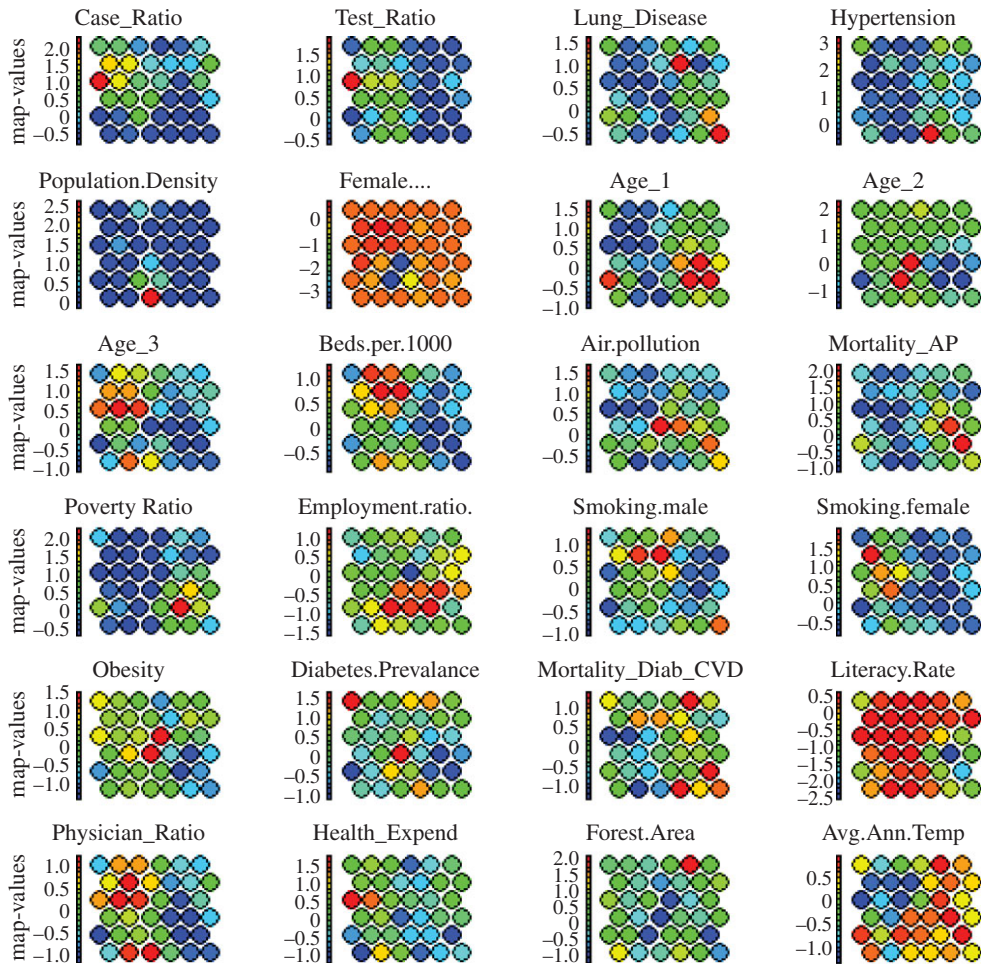 Case_Ratio Test_Ratio Lung_Disease Hypertension
map-values
2.0 1.5 1.0 0.5 0 –0.5
1.5 1.0 0.5 0 –0.5
1.5 1.0 0.5 0 –0.5
3 2 1 0
Population.Density Female.... Age_1 Age_2
map-values
2.5 2.0 1.5 1.0 0.5 0
0 –1 –2 –3
1.5 1.0 0.5 0 –0.5 –1.0
2 1 0 –1
Age_3 Beds.per.1000 Air.pollution Mortality_AP
map-values
1.5 1.0 0.5 0 –0.5 –1.0
1.0 0.5 0 –0.5
1.5 1.0 0.5 0 –0.5
2.0 1.5 1.0 0.5 0 –0.5 –1.0
Poverty Ratio Employment.ratio. Smoking.male Smoking.female
map-values
2.0 1.5 1.0 0.5 0 –0.5
1.0 0.5 0 –0.5 –1.0 –1.5
1.0 0.5 0 –0.5 –1.0
1.5 1.0 0.5 0 –0.5
Obesity Diabetes.Prevalance Mortality_Diab_CVD Literacy.Rate
map-values
1.5 1.0 0.5 0 –0.5 –1.0
1.5 1.0 0.5 0 –0.5 –1.0
1.0 0.5 0 –0.5 –1.0
0.5 0 –0.5 –1.0 –1.5 –2.0 –2.5
Physician_Ratio Health_Expend Forest.Area Avg.Ann.Temp
map-values
1.0 0.5 0 –0.5 –1.0
1.5 1.0 0.5 0 –0.5 –1.0
2.0 1.5 1.0 0.5 0 –0.5 –1.0
0.5 0 –0.5 –1.0